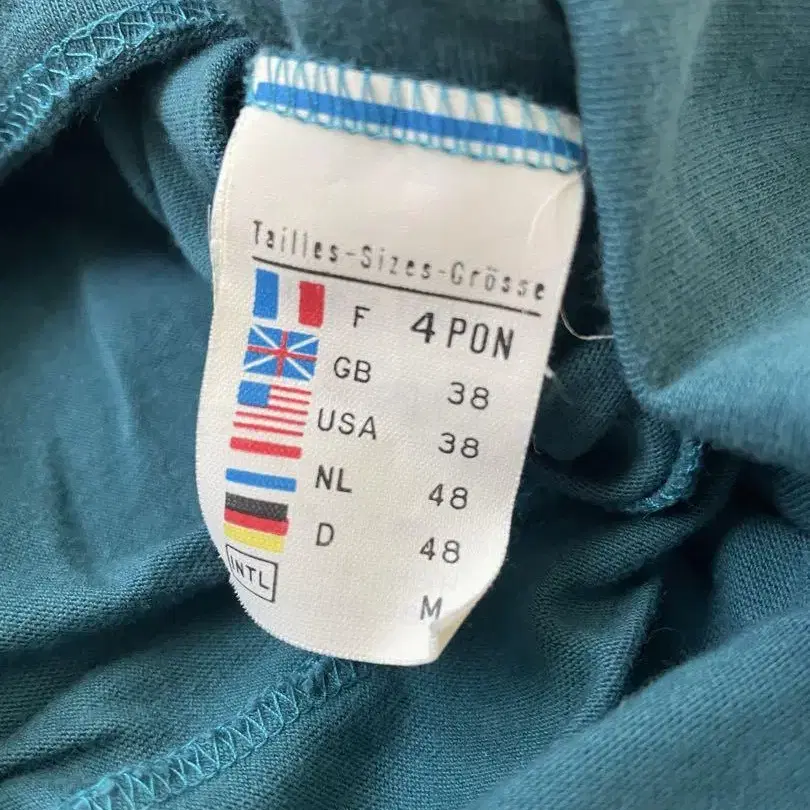 Tailles-Sizes-Grösse
F 4 PON
GB 38
USA 38
NL 48
D 48
INTL M